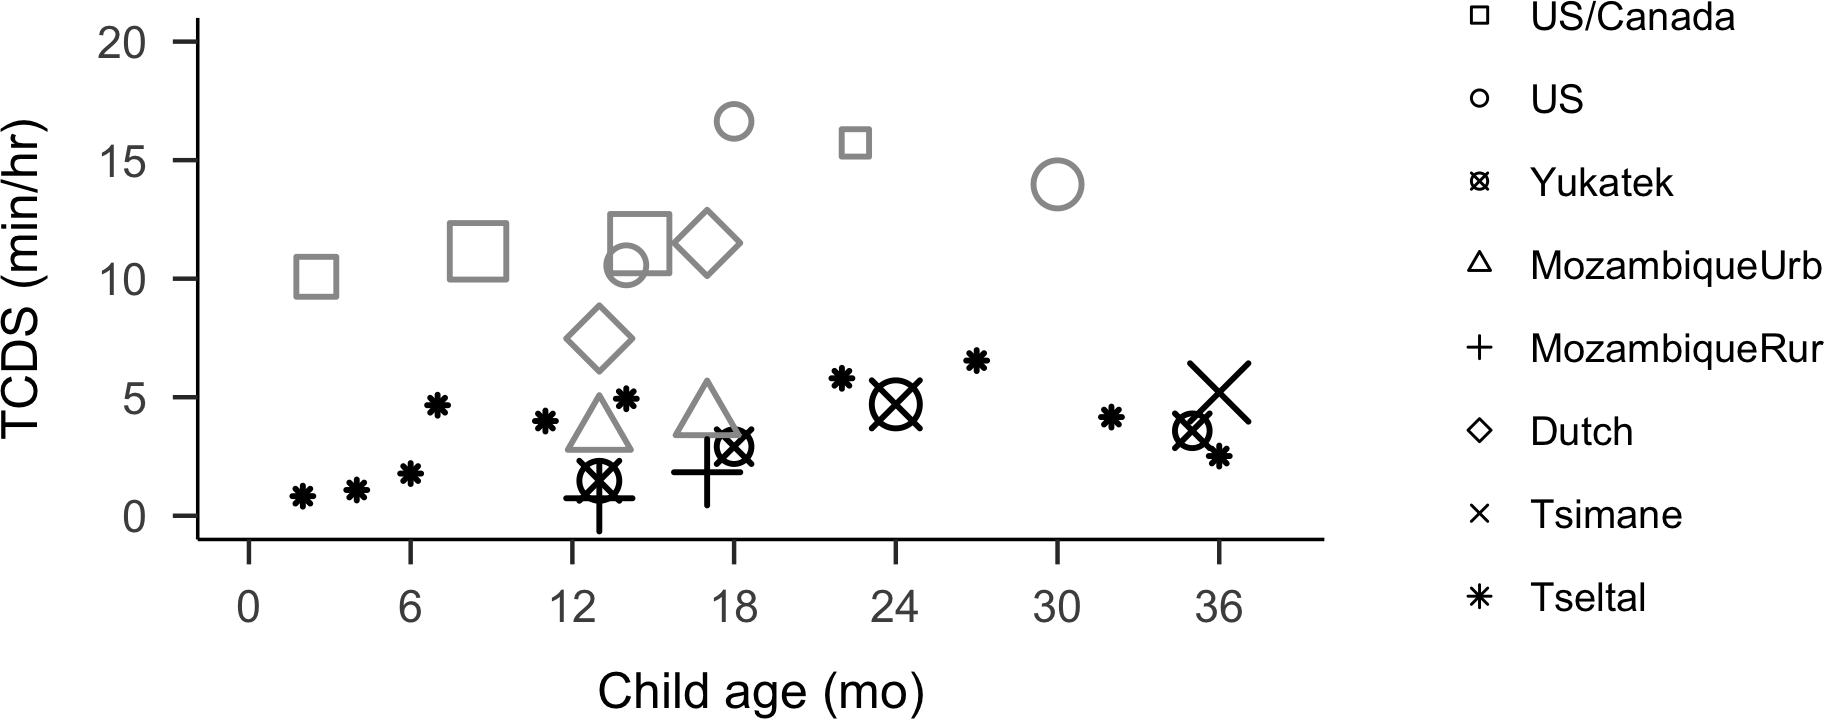 TCDS (min/hr)
20
15
10
5
0
0 6 12 18 24 30 36
Child age (mo)
US/Canada
US
Yukatek
MozambiqueUrb
MozambiqueRur
Dutch
Tsimane
Tseltal